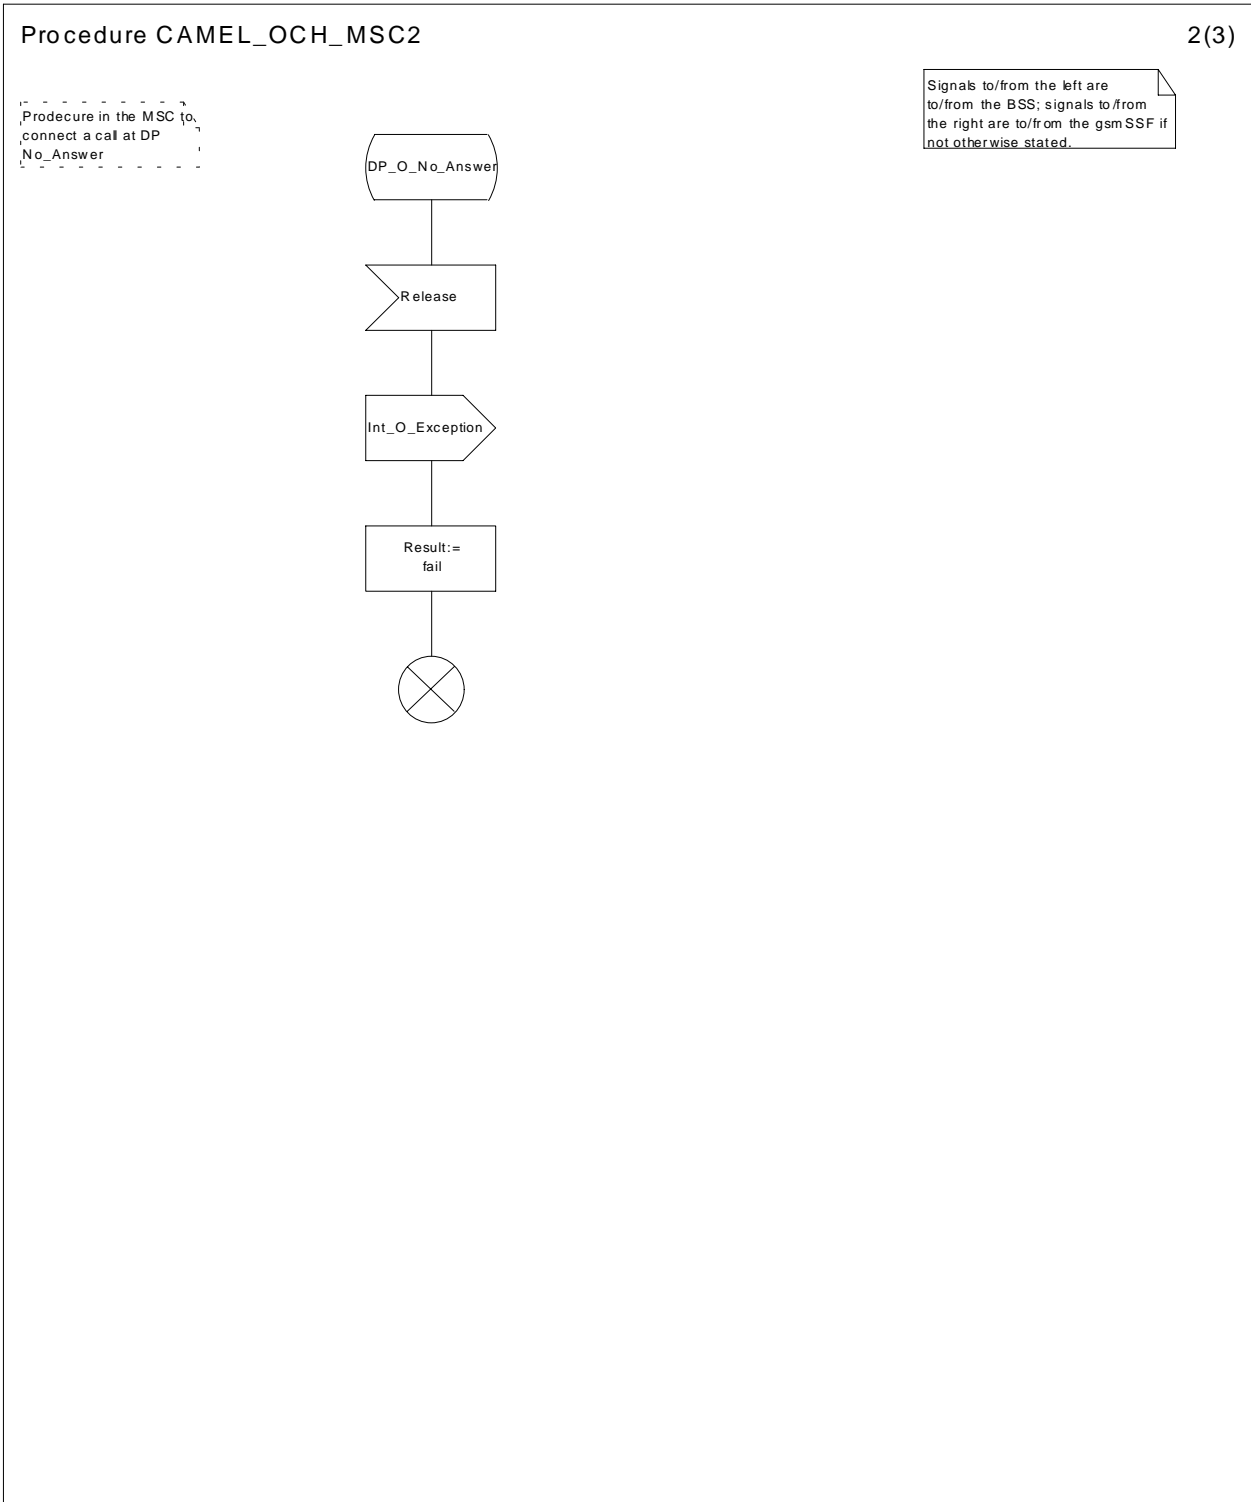 Procedure CAMEL_OCH_MSC2
2(3)
Prodecure in the MSC to
connect a call at DP
No_Answer
Signals to/from the left are
to/from the BSS; signals to/from
the right are to/from the gsmSSF if
not otherwise stated.
DP_O_No_Answer
Release
Int_O_Exception
Result:=
fail